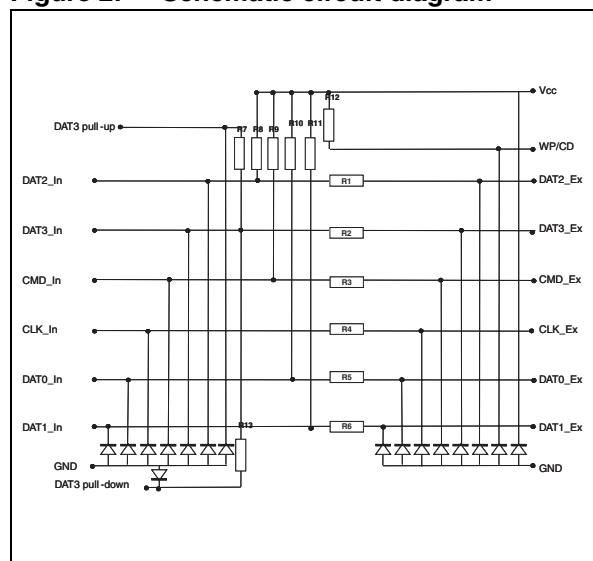 Figure 2. Schematic circuit diagram
Vcc
R12
DAT3 pull-up
R7 R8 R9 R10 R11
WP/CD
DAT2_In
R1
DAT2_Ex
DAT3_In
R2
DAT3_Ex
CMD_In
R3
CMD_Ex
CLK_In
R4
CLK_Ex
DAT0_In
R5
DAT0_Ex
DAT1_In
R13
R6
DAT1_Ex
GND
GND
DAT3 pull-down